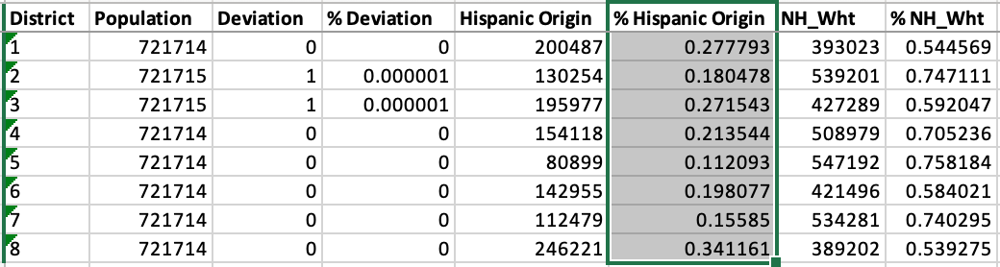 District Population Deviation % Deviation Hispanic Origin % Hispanic Origin NH_Wht % NH_Wht
1 721714 0 0 200487 0.277793 393023 0.544569
2 721715 1 0.000001 130254 0.180478 539201 0.747111
3 721715 1 0.000001 195977 0.271543 427289 0.592047
4 721714 0 0 154118 0.213544 508979 0.705236
5 721714 0 0 80899 0.112093 547192 0.758184
6 721714 0 0 142955 0.198077 421496 0.584021
7 721714 0 0 112479 0.15585 534281 0.740295
8 721714 0 0 246221 0.341161 389202 0.539275